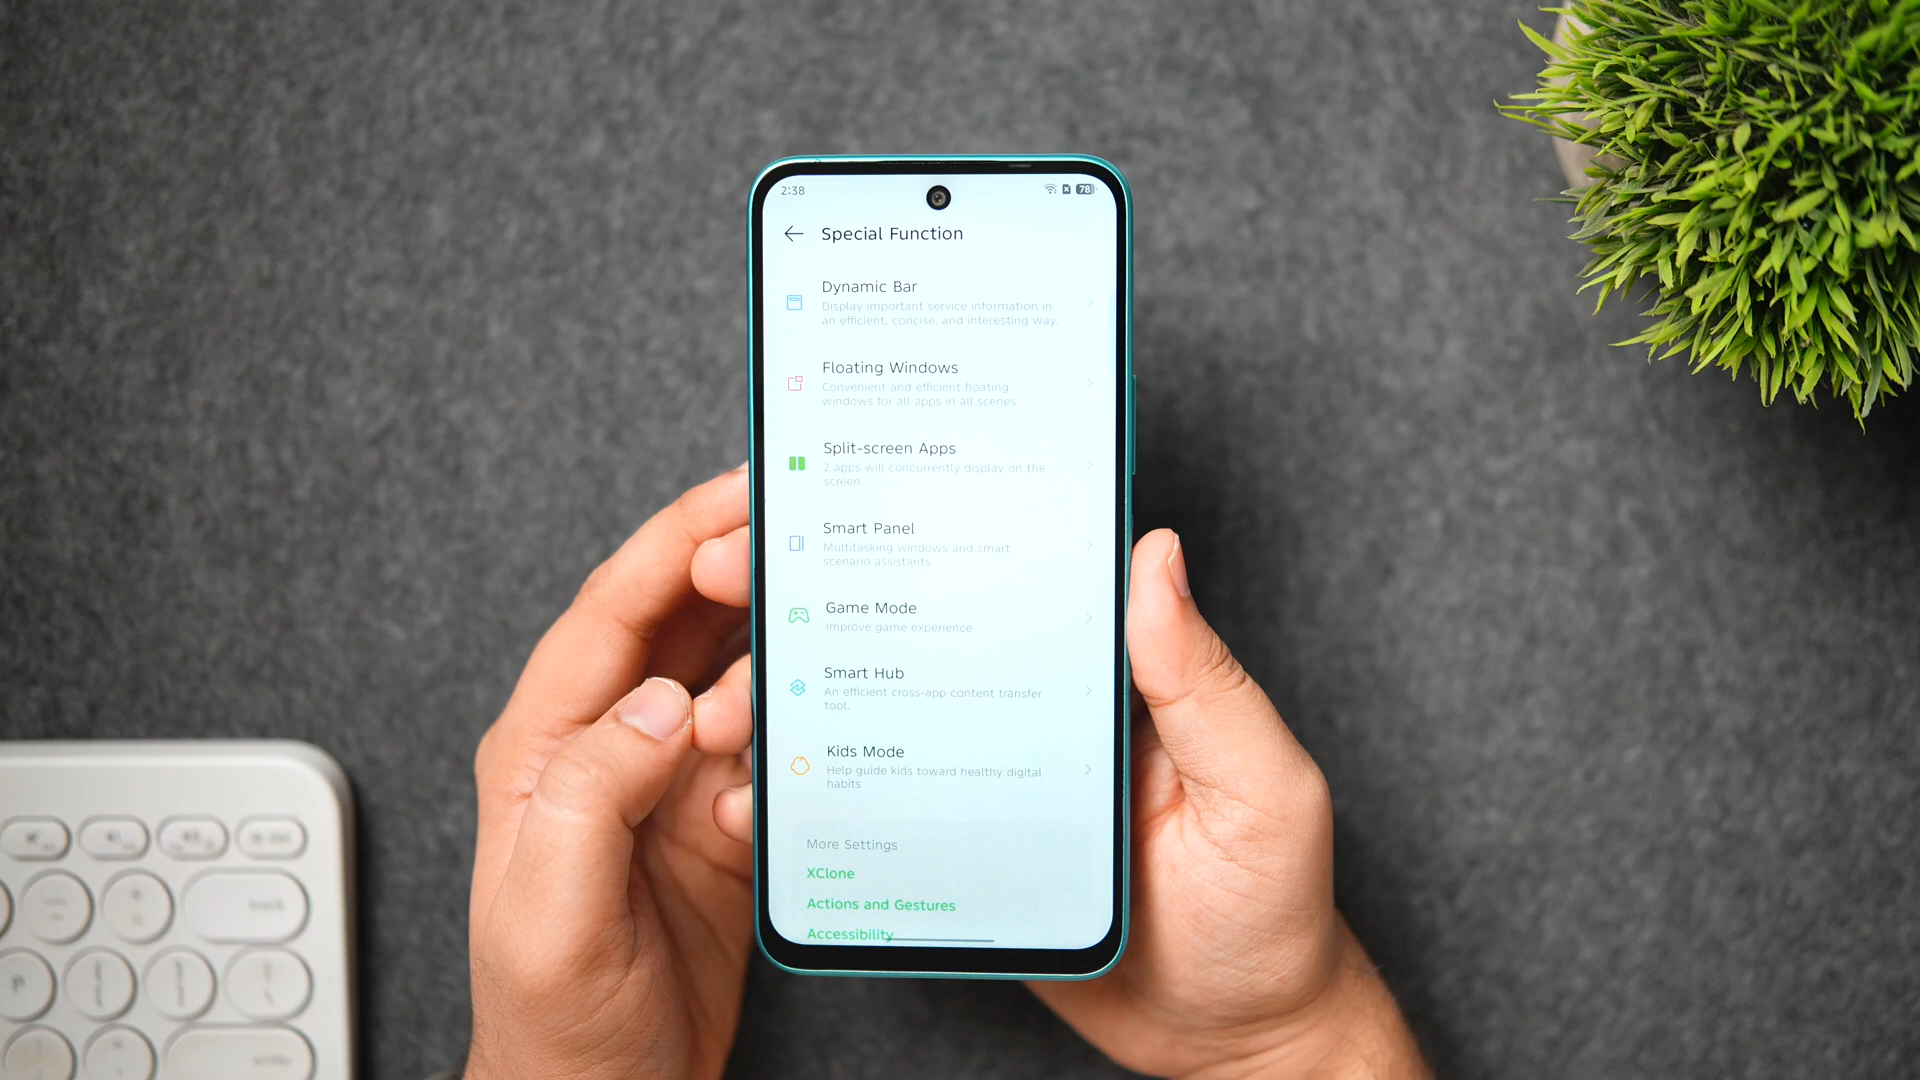 2:38
78
Special Function
Dynamic Bar
Display important service information in
an efficient, concise, and interesting way.
Floating Windows
Convenient and efficient floating
windows for all apps in all scenes
Split-screen Apps
2 apps will concurrently display on the
screen.
Smart Panel
Multitasking windows and smart
scenario assistants
Game Mode
Improve game experience
Smart Hub
An efficient cross-app content transfer
tool.
Kids Mode
Help guide kids toward healthy digital
habits
More Settings
XClone
Actions and Gestures
Accessibility
P